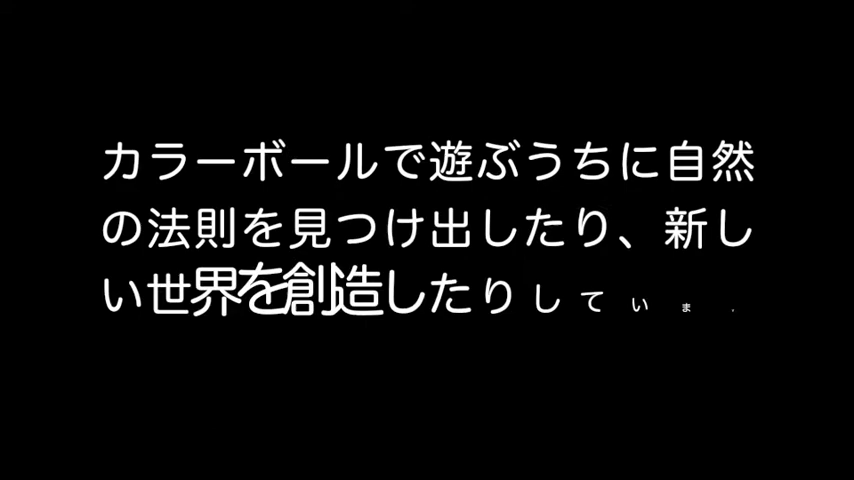 カラーボールで遊ぶうちに自然
の法則を見つけ出したり、新し
い世界を創造したりしていま